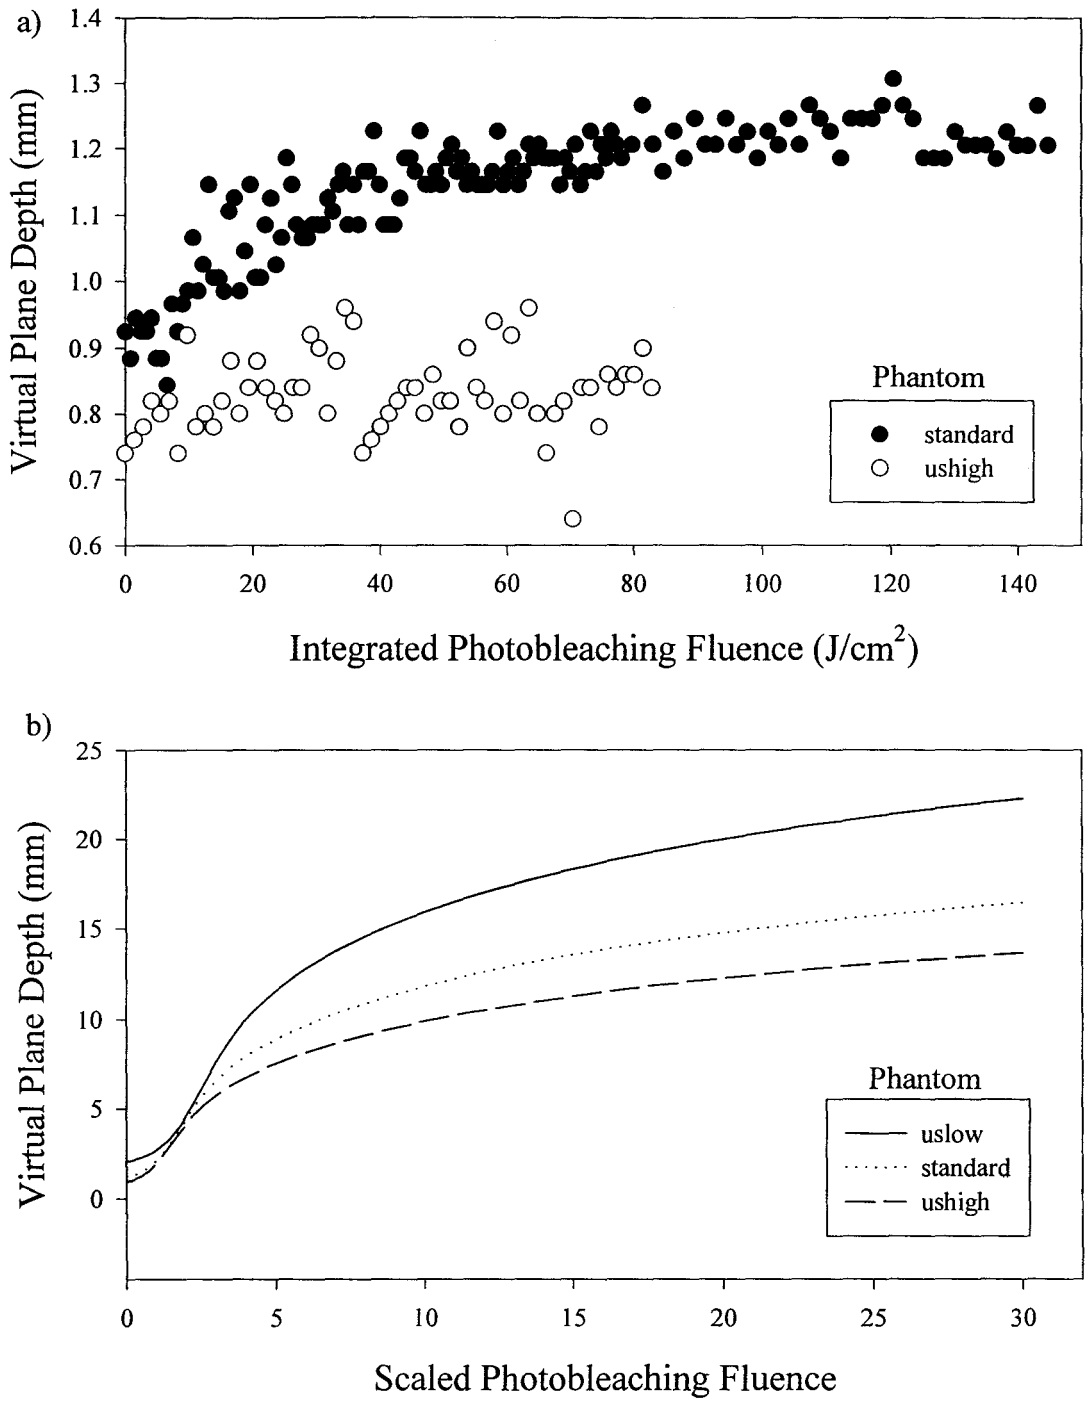 a)
1.4
1.3
1.2
1.1
1.0
0.9
0.8
0.7
0.6
Virtual Plane Depth (mm)
Phantom
standard
ushigh
0 20 40 60 80 100 120 140
Integrated Photobleaching Fluence (J/cm²)
b)
25
20
15
10
5
0
Virtual Plane Depth (mm)
Phantom
uslow
standard
ushigh
0 5 10 15 20 25 30
Scaled Photobleaching Fluence